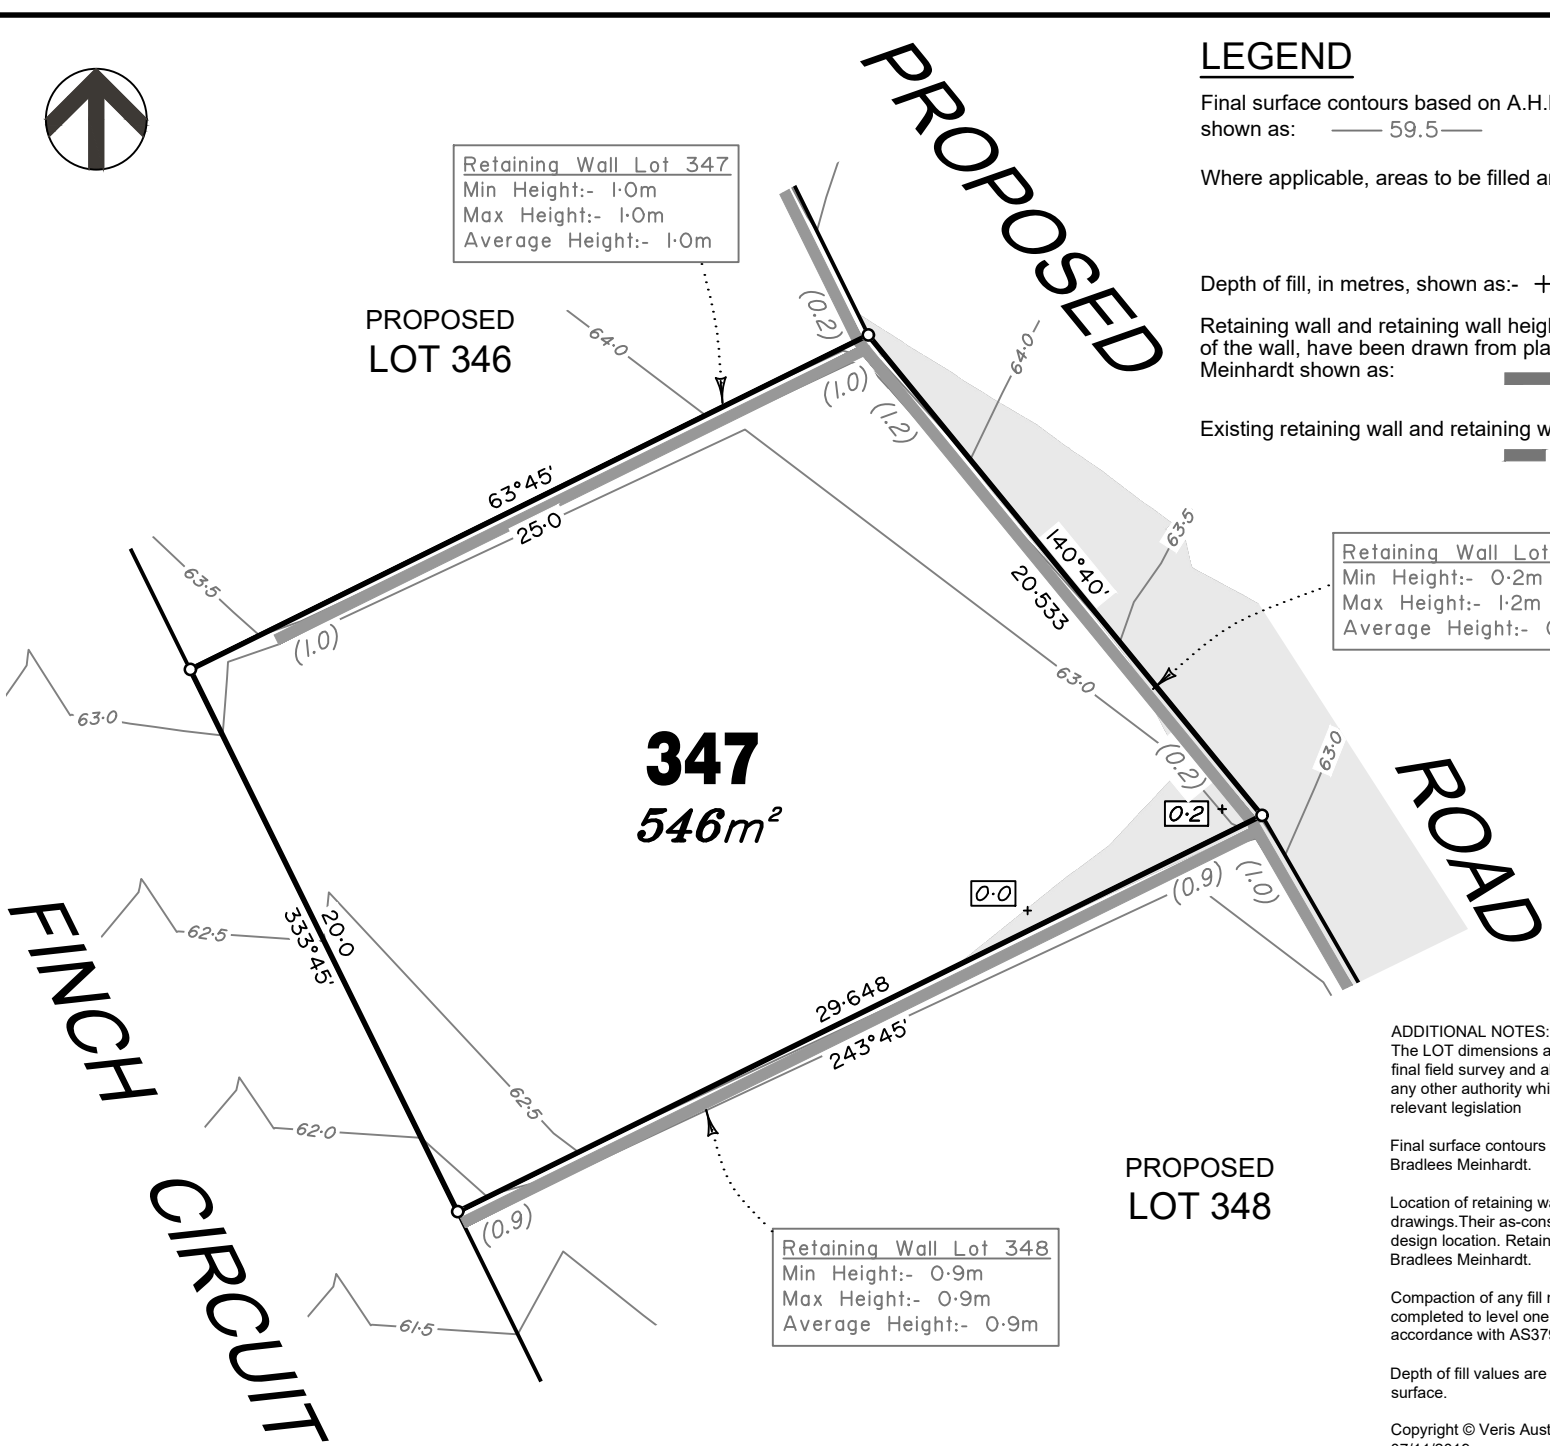 LEGEND
Final surface contours based on A.H.
shown as: 59.5
Where applicable, areas to be filled
Depth of fill, in metres, shown as:- +
Retaining wall and retaining wall
of the wall, have been drawn from
Meinhardt shown as:
Existing retaining wall and retaining
PROPOSED
ROAD
Retaining Wall Lot 347
Min Height:- 1·0m
Max Height:- 1·0m
Average Height:- 1·0m
PROPOSED
LOT 346
64·0
(0.2)
64·0
(1.0)
(1.2)
63°45'
25·0
63·5
140°40'
20·533
Retaining Wall Lot
Min Height:- 0·2m
Max Height:- 1·2m
Average Height:-
63·5
(1.0)
63·0
63·0
(0.2)
63·0
347
546m²
0·2
0·0
(0.9)
(1.0)
62·5
20·0
333°45'
29·648
243°45'
62·5
62·0
(0.9)
61·5
FINCH
CIRCUIT
PROPOSED
LOT 348
Retaining Wall Lot 348
Min Height:- 0·9m
Max Height:- 0·9m
Average Height:- 0·9m
ADDITIONAL NOTES:
The LOT dimensions
final field survey and
any other authority
relevant legislation
Final surface contours
Bradlees Meinhardt.
Location of retaining
drawings.Their
design location.
Bradlees Meinhardt.
Compaction of any fill
completed to level one
accordance with
Depth of fill values are
surface.
Copyright © Veris